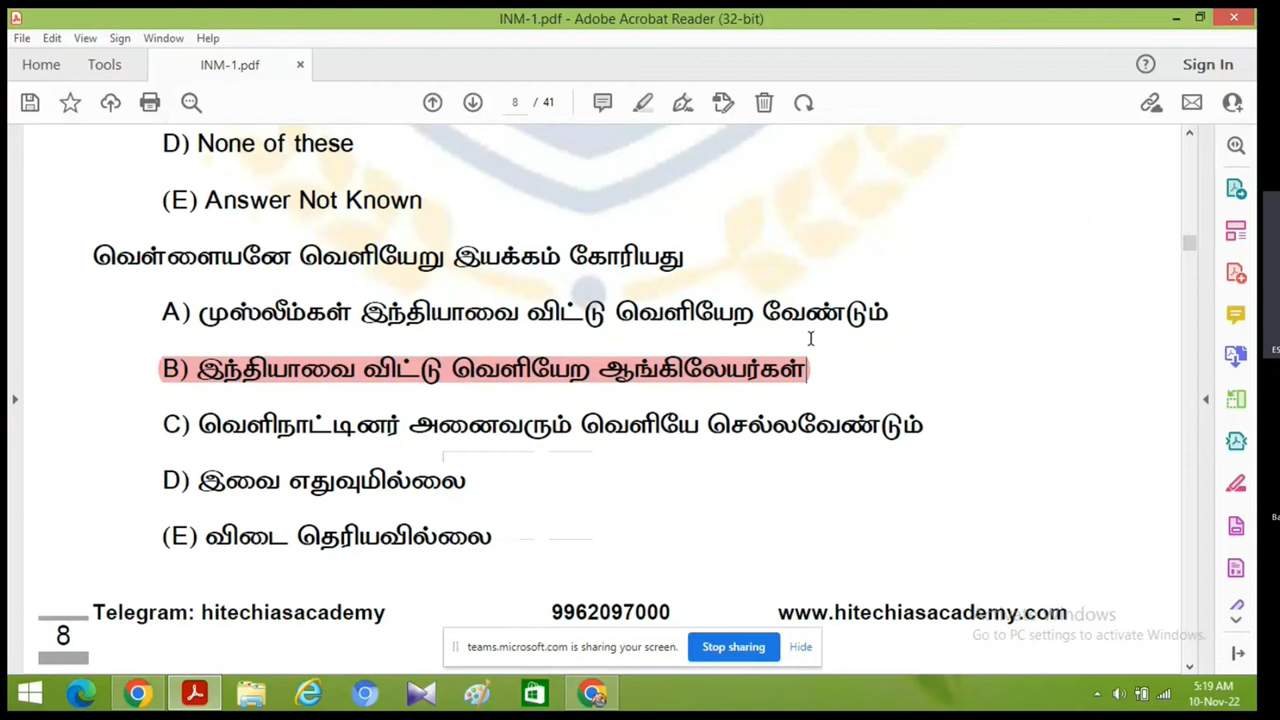 INM-1.pdf - Adobe Acrobat Reader (32-bit)
File Edit View Sign Window Help
Home Tools INM-1.pdf × Sign In
8 / 41
D) None of these
(E) Answer Not Known
வெள்ளையனே வெளியேறு இயக்கம் கோரியது
A) முஸ்லீம்கள் இந்தியாவை விட்டு வெளியேற வேண்டும்
B) இந்தியாவை விட்டு வெளியேற ஆங்கிலேயர்கள்
C) வெளிநாட்டினர் அனைவரும் வெளியே செல்லவேண்டும்
D) இவை எதுவுமில்லை
(E) விடை தெரியவில்லை
Telegram: hitechiasacademy 9962097000 www.hitechiasacademy.com
8
Activate Windows
Go to PC settings to activate Windows.
teams.microsoft.com is sharing your screen. Stop sharing Hide
5:19 AM
10-Nov-22